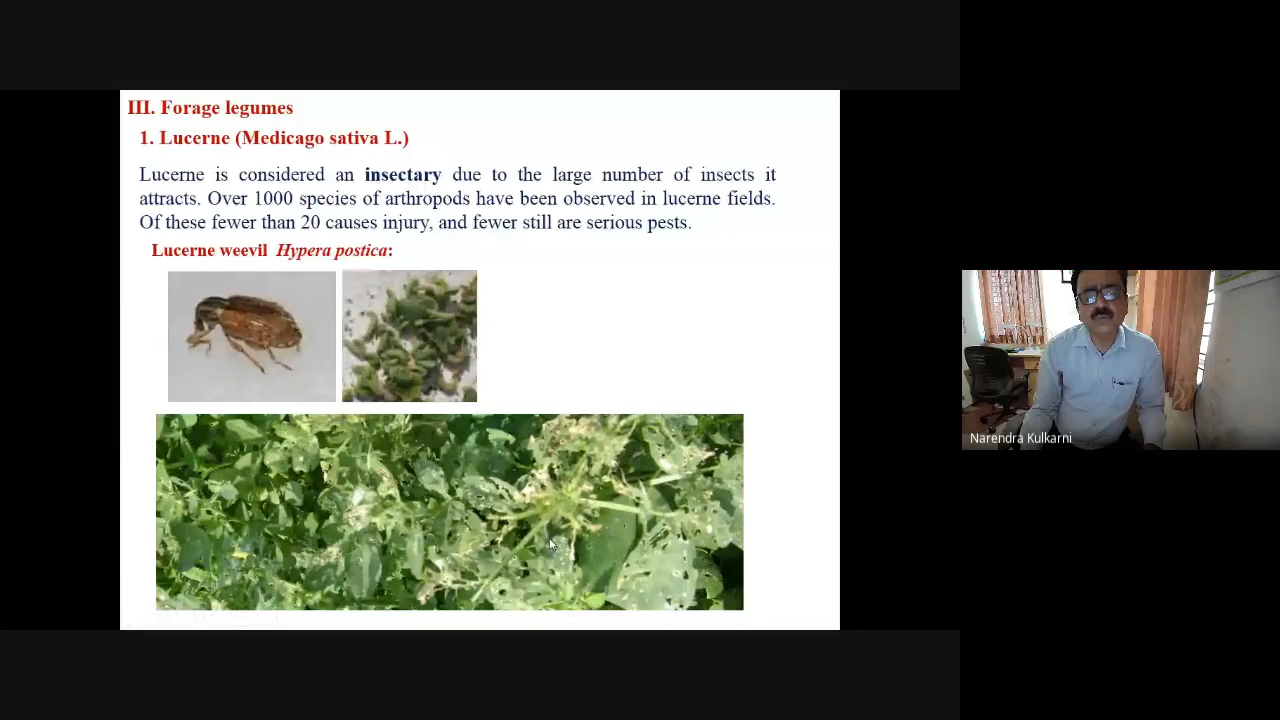 III. Forage legumes
1. Lucerne (Medicago sativa L.)
Lucerne is considered an insectary due to the large number of insects it
attracts. Over 1000 species of arthropods have been observed in lucerne fields.
Of these fewer than 20 causes injury, and fewer still are serious pests.
Lucerne weevil Hypera postica:
Narendra Kulkarni